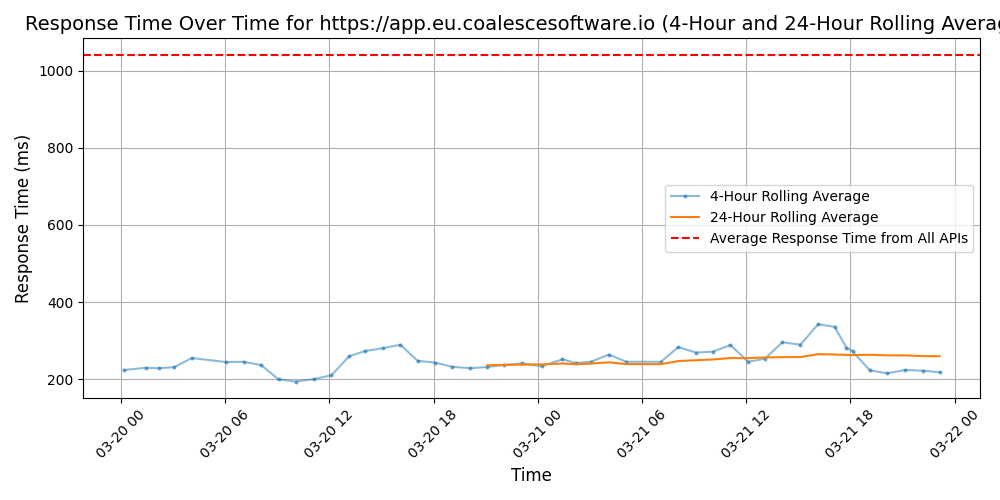 Response Time Over Time for https://app.eu.coalescesoftware.io (4-Hour and 24-Hour Rolling Averag
Response Time (ms)
1000
800
600
400
200
4-Hour Rolling Average
24-Hour Rolling Average
Average Response Time from All APIs
03-20 00
03-20 06
03-20 12
03-20 18
03-21 00
03-21 06
03-21 12
03-21 18
03-22 00
Time